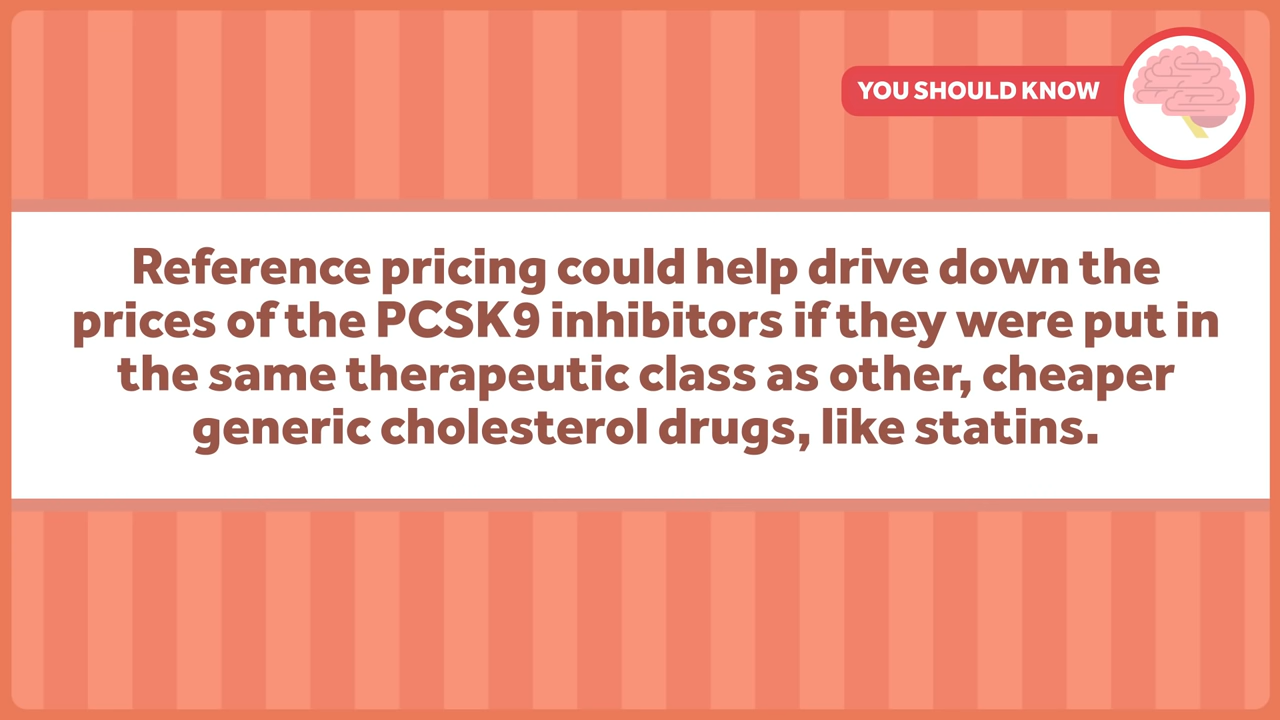 YOU SHOULD KNOW
Reference pricing could help drive down the
prices of the PCSK9 inhibitors if they were put in
the same therapeutic class as other, cheaper
generic cholesterol drugs, like statins.